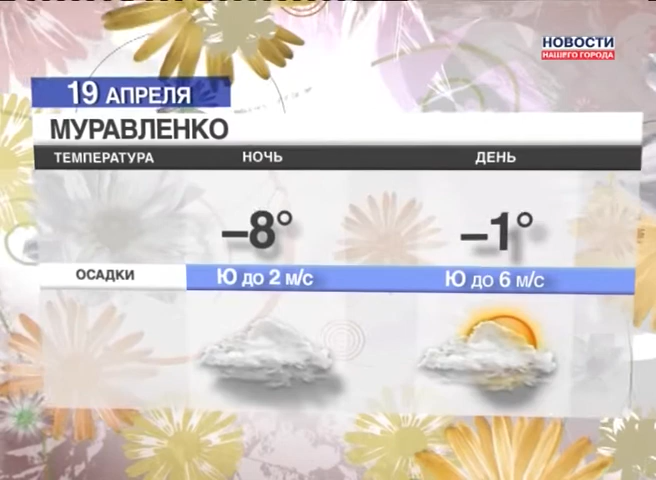 НОВОСТИ
НАШЕГО ГОРОДА
19 АПРЕЛЯ
МУРАВЛЕНКО
ТЕМПЕРАТУРА НОЧЬ ДЕНЬ
–8° –1°
ОСАДКИ Ю ДО 2 М/С Ю ДО 6 М/С